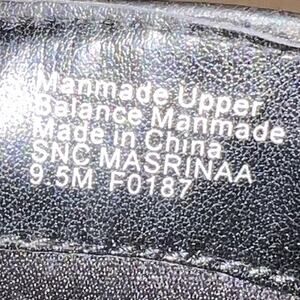 Manmade Upper
Balance Manmade
Made in China
SNC MASRINAA
9.5M F0187